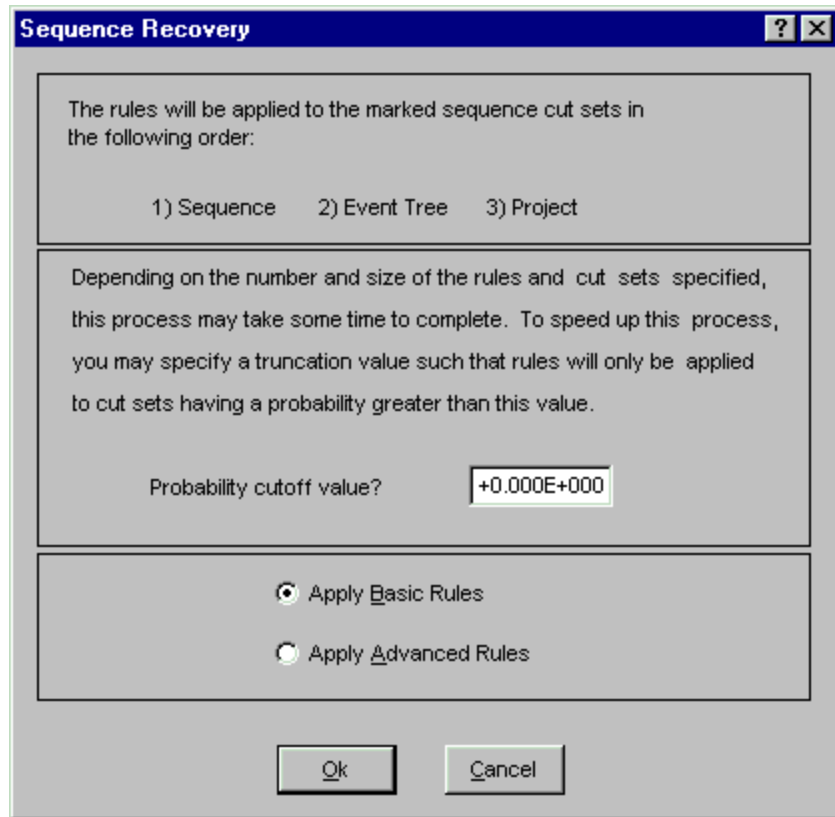 Sequence Recovery
The rules will be applied to the marked sequence cut sets in
the following order:
1) Sequence 2) Event Tree 3) Project
Depending on the number and size of the rules and cut sets specified,
this process may take some time to complete. To speed up this process,
you may specify a truncation value such that rules will only be applied
to cut sets having a probability greater than this value.
Probability cutoff value? +0.000E+000
Apply Basic Rules
Apply Advanced Rules
Ok Cancel